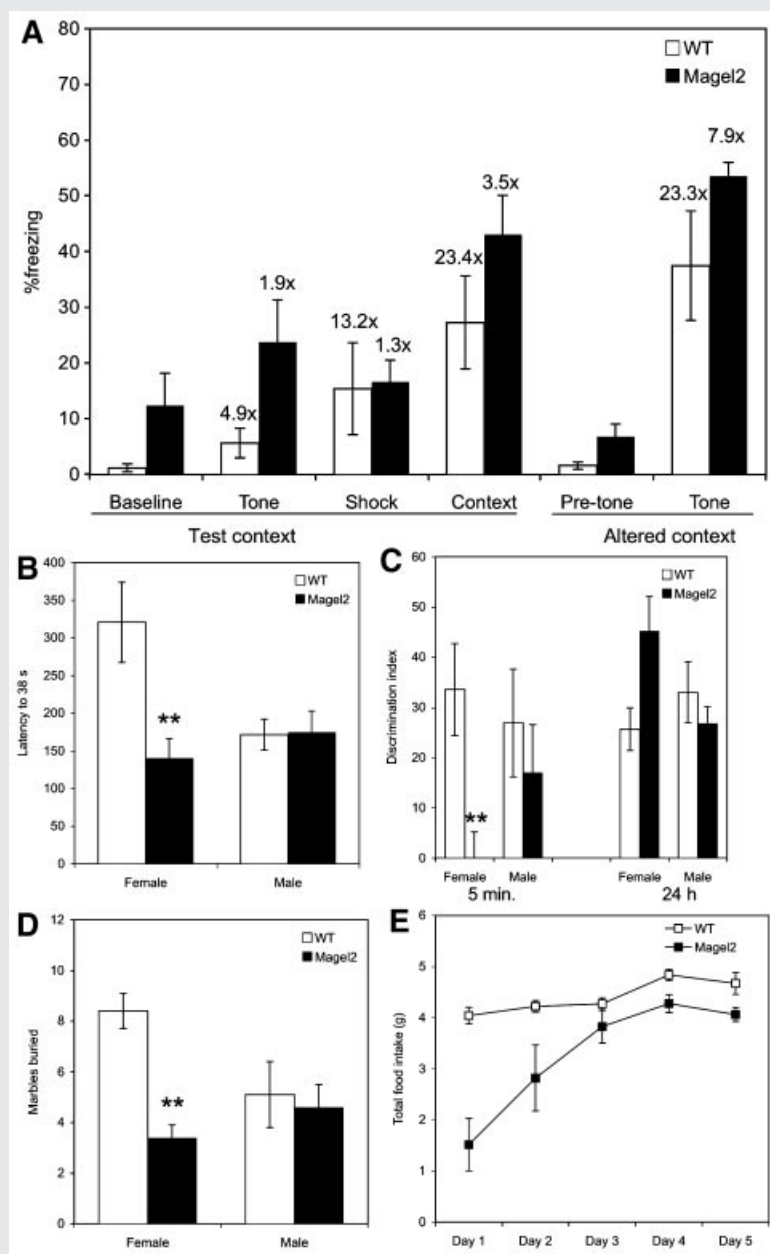 A
80
70
60
50
40
30
20
10
0
%freezing
WT
Magel2
4.9x
1.9x
13.2x
1.3x
23.4x
3.5x
23.3x
7.9x
Baseline Tone Shock Context Pre-tone Tone
Test context Altered context
B
400
350
300
250
200
150
100
50
0
Latency to 38 s
WT
Magel2
**
Female Male
C
60
50
40
30
20
10
0
Discrimination index
WT
Magel2
**
Female Male Female Male
5 min. 24 h
D
12
10
8
6
4
2
0
Marbles buried
WT
Magel2
**
Female Male
E
6
5
4
3
2
1
0
Total food intake (g)
WT
Magel2
Day 1 Day 2 Day 3 Day 4 Day 5